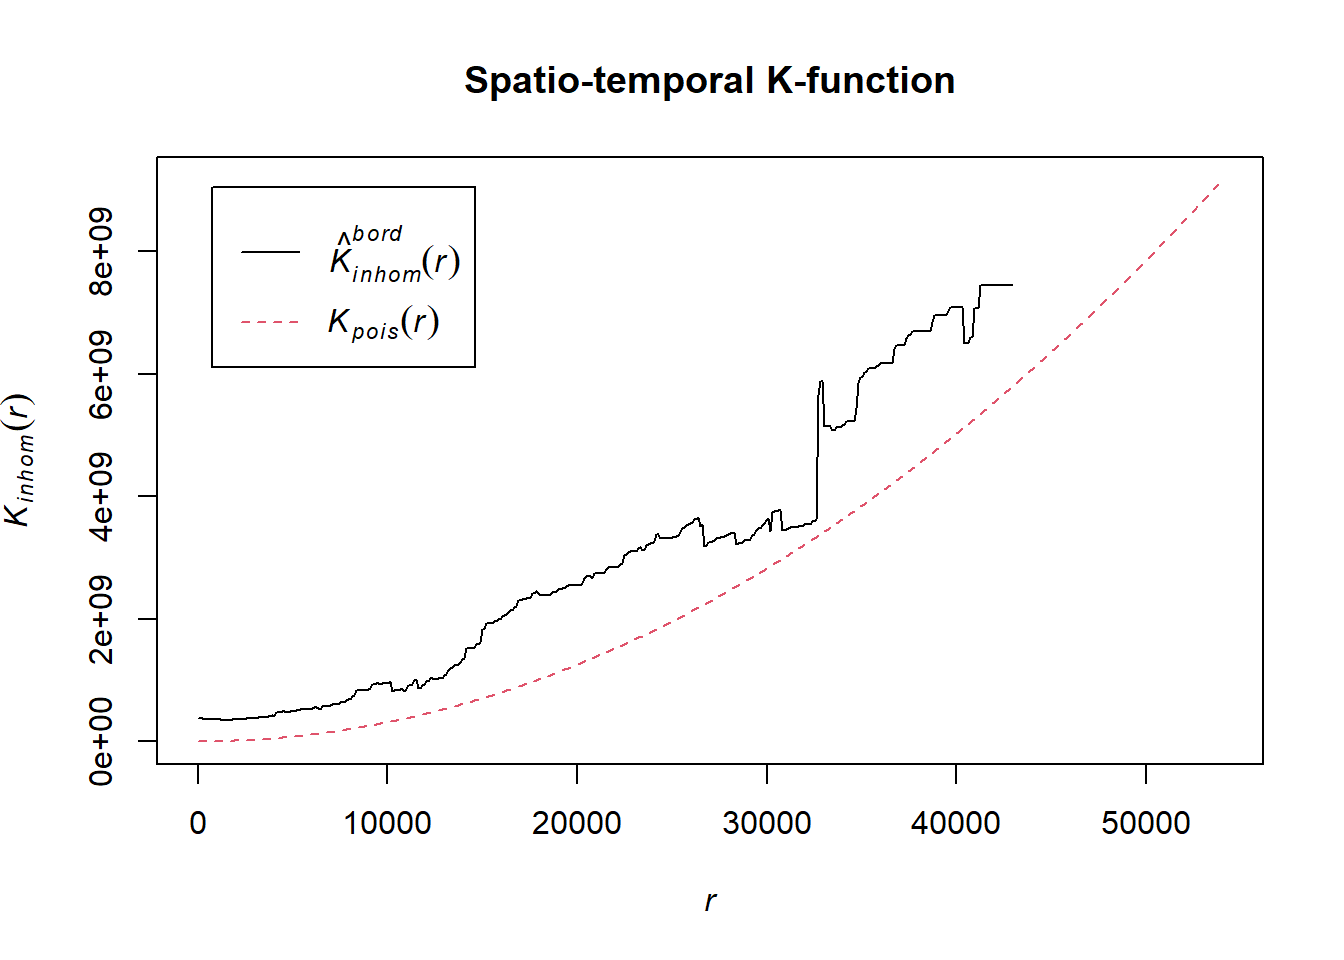 Spatio-temporal K-function
K̂ᵇᵒʳᵈ_inhom(r)
K_pois(r)
K_inhom(r)
8e+09
6e+09
4e+09
2e+09
0e+00
0 10000 20000 30000 40000 50000
r